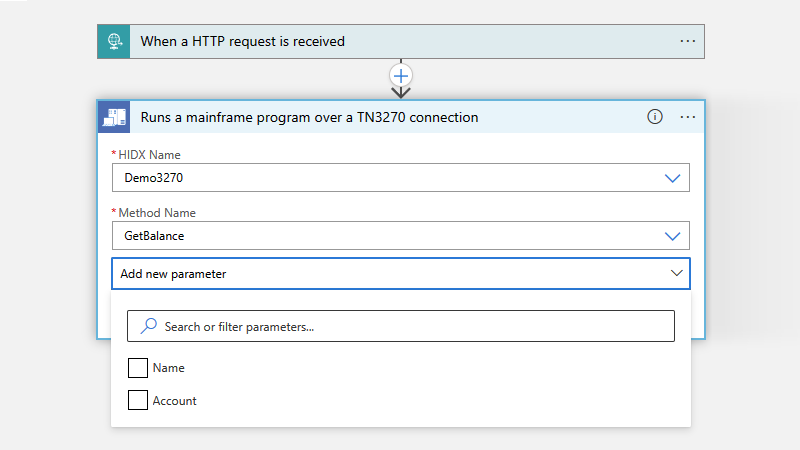 When a HTTP request is received
Runs a mainframe program over a TN3270 connection
*HIDX Name
Demo3270
*Method Name
GetBalance
Add new parameter
Search or filter parameters...
Name
Account